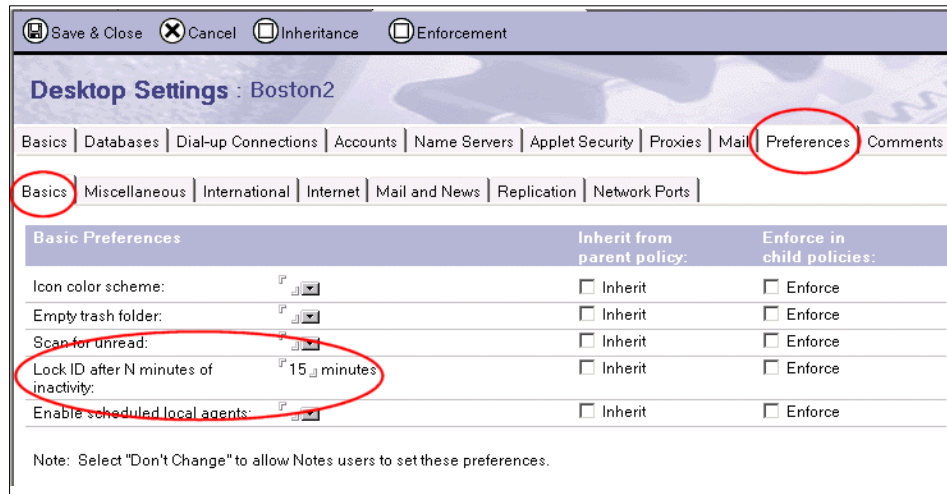 Save & Close Cancel Inheritance Enforcement
Desktop Settings : Boston2
Basics Databases Dial-up Connections Accounts Name Servers Applet Security Proxies Mail Preferences Comments
Basics Miscellaneous International Internet Mail and News Replication Network Ports
Basic Preferences Inherit from parent policy: Enforce in child policies:
Icon color scheme: Inherit Enforce
Empty trash folder: Inherit Enforce
Scan for unread: Inherit Enforce
Lock ID after N minutes of inactivity: 15 minutes Inherit Enforce
Enable scheduled local agents: Inherit Enforce
Note: Select "Don't Change" to allow Notes users to set these preferences.